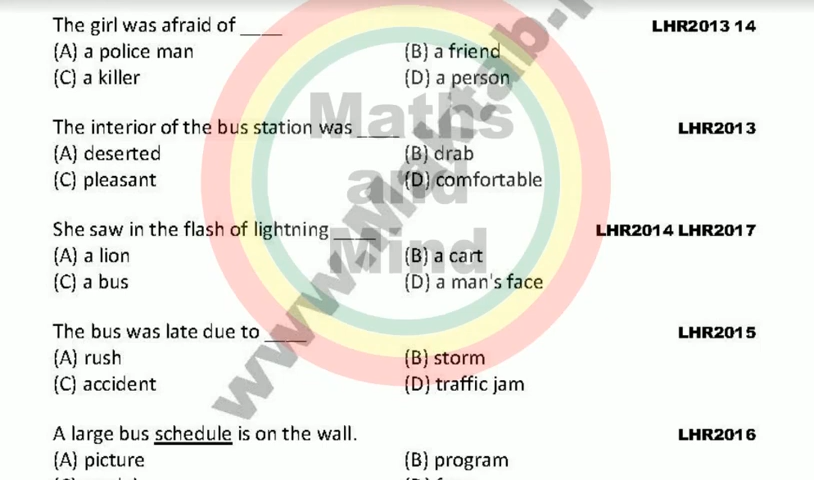 The girl was afraid of ____ LHR2013 14
(A) a police man (B) a friend
(C) a killer (D) a person
The interior of the bus station was ____ LHR2013
(A) deserted (B) drab
(C) pleasant (D) comfortable
She saw in the flash of lightning ____ LHR2014 LHR2017
(A) a lion (B) a cart
(C) a bus (D) a man's face
The bus was late due to ____ LHR2015
(A) rush (B) storm
(C) accident (D) traffic jam
A large bus schedule is on the wall. LHR2016
(A) picture (B) program
Maths
and
Mind